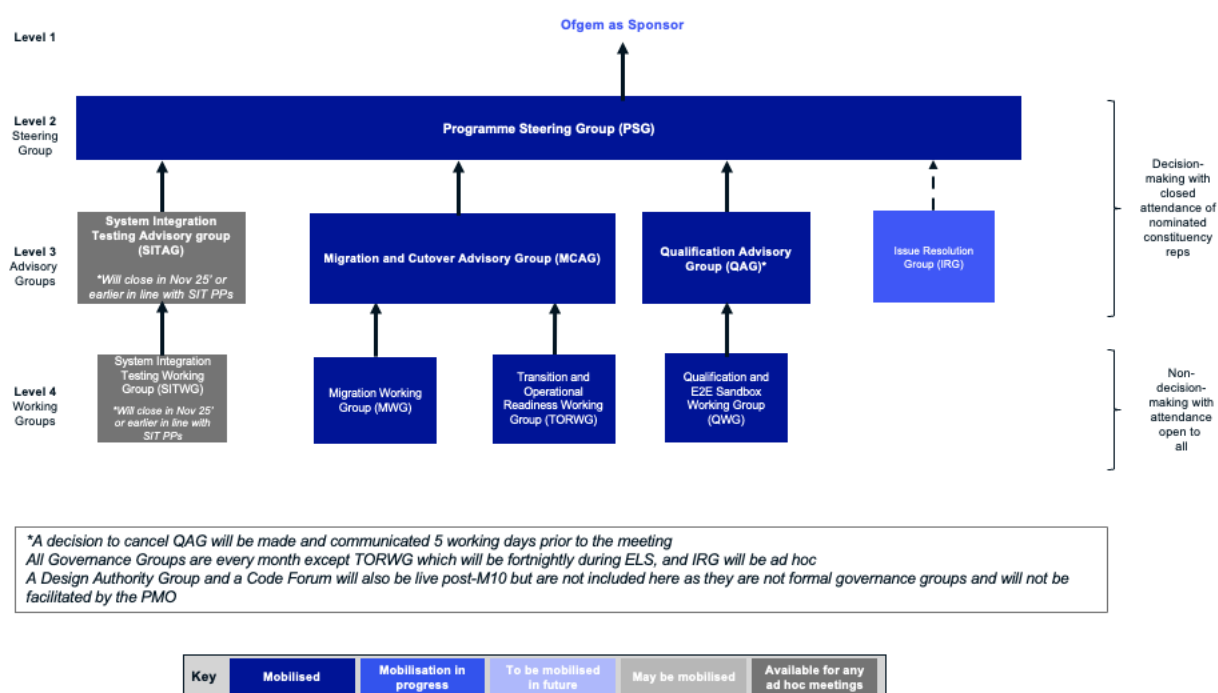 Level 1
Ofgem as Sponsor
Level 2
Steering
Group
Programme Steering Group (PSG)
Decision-
making with
closed
attendance of
nominated
constituency
reps
Level 3
Advisory
Groups
System Integration
Testing Advisory group
(SITAG)
*Will close in Nov 25' or
earlier in line with SIT PPs
Migration and Cutover Advisory Group (MCAG)
Qualification Advisory
Group (QAG)*
Issue Resolution
Group (IRG)
Level 4
Working
Groups
System Integration
Testing Working
Group (SITWG)
*Will close in Nov 25'
or earlier in line with
SIT PPs
Migration Working
Group (MWG)
Transition and
Operational
Readiness Working
Group (TORWG)
Qualification and
E2E Sandbox
Working Group
(QWG)
Non-
decision-
making with
attendance
open to
all
*A decision to cancel QAG will be made and communicated 5 working days prior to the meeting
All Governance Groups are every month except TORWG which will be fortnightly during ELS, and IRG will be ad hoc
A Design Authority Group and a Code Forum will also be live post-M10 but are not included here as they are not formal governance groups and will not be
facilitated by the PMO
Key
Mobilised
Mobilisation in
progress
To be mobilised
in future
May be mobilised
Available for any
ad hoc meetings